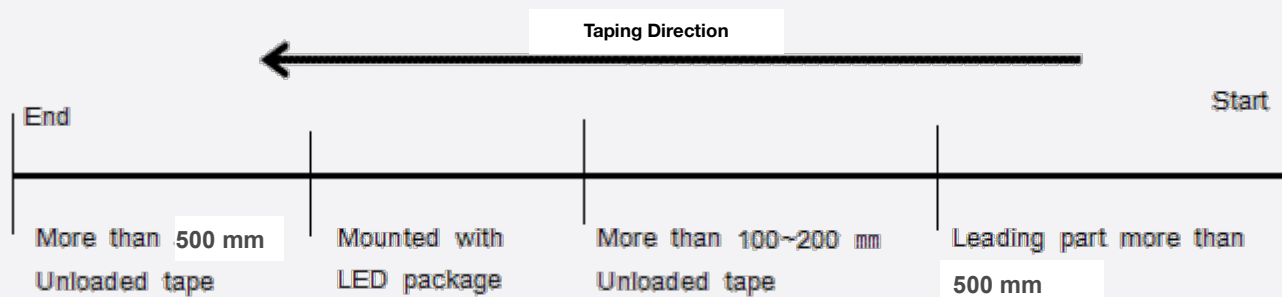 Taping Direction
End
Start
More than 500 mm
Unloaded tape
Mounted with
LED package
More than 100~200 ㎜
Unloaded tape
Leading part more than
500 mm